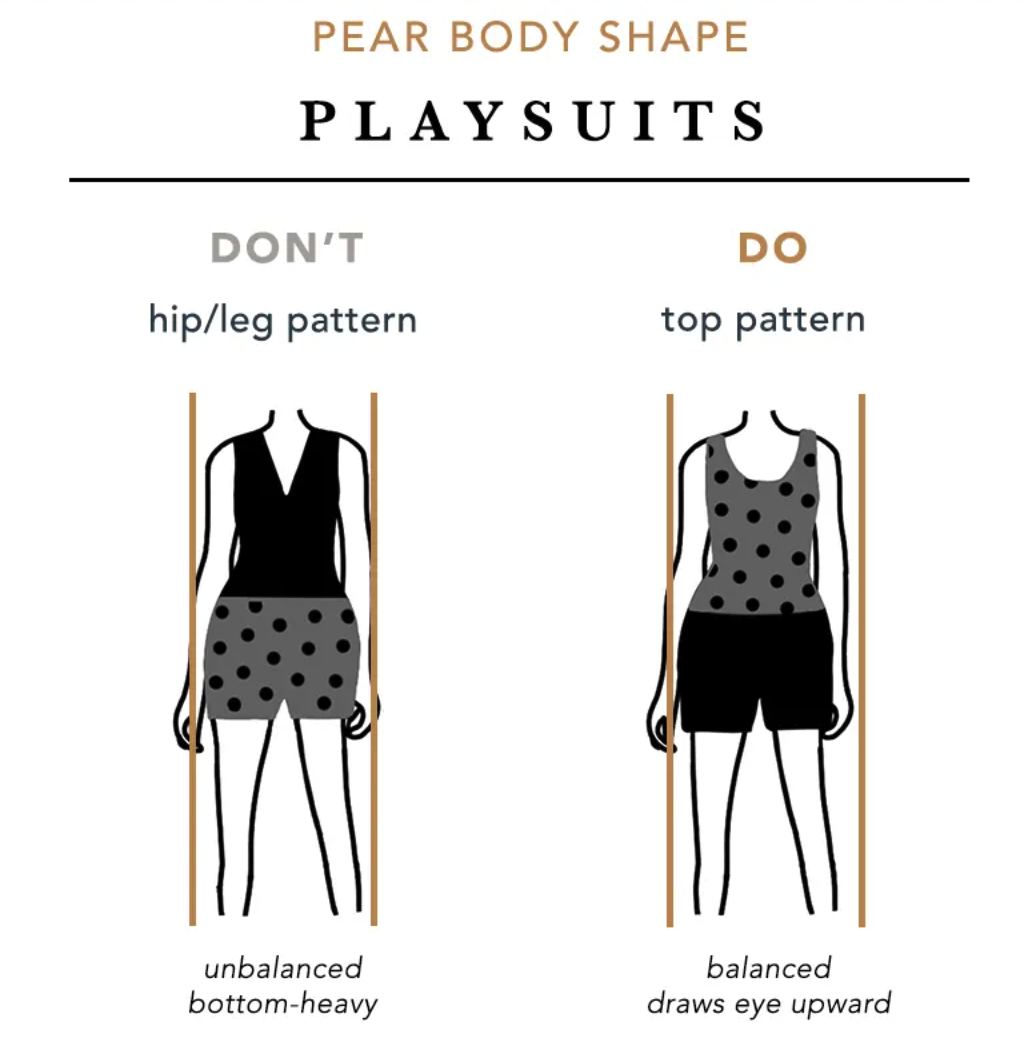 PEAR BODY SHAPE
PLAYSUITS
DON'T
hip/leg pattern
unbalanced
bottom-heavy
DO
top pattern
balanced
draws eye upward